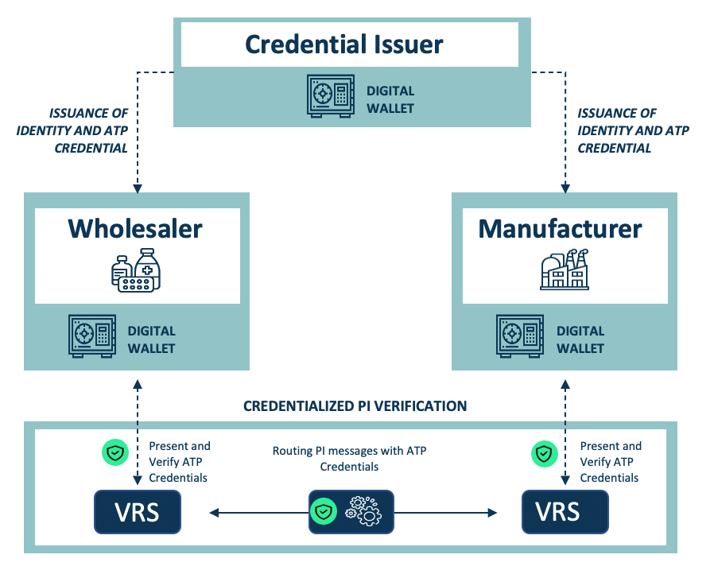 Credential Issuer
DIGITAL
WALLET
ISSUANCE OF
IDENTITY AND ATP
CREDENTIAL
ISSUANCE OF
IDENTITY AND ATP
CREDENTIAL
Wholesaler
DIGITAL
WALLET
Manufacturer
DIGITAL
WALLET
CREDENTIALIZED PI VERIFICATION
Present and
Verify ATP
Credentials
Routing PI messages with ATP
Credentials
Present and
Verify ATP
Credentials
VRS
VRS